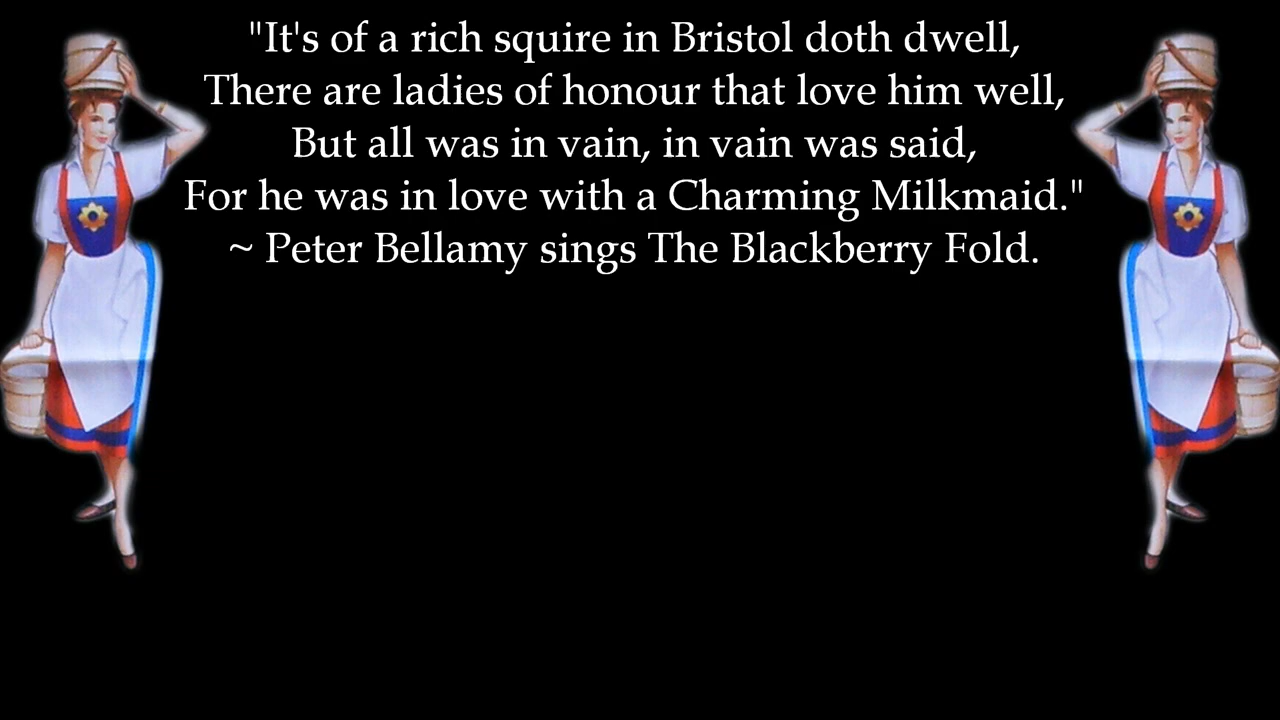 "It's of a rich squire in Bristol doth dwell,
There are ladies of honour that love him well,
But all was in vain, in vain was said,
For he was in love with a Charming Milkmaid."
~ Peter Bellamy sings The Blackberry Fold.